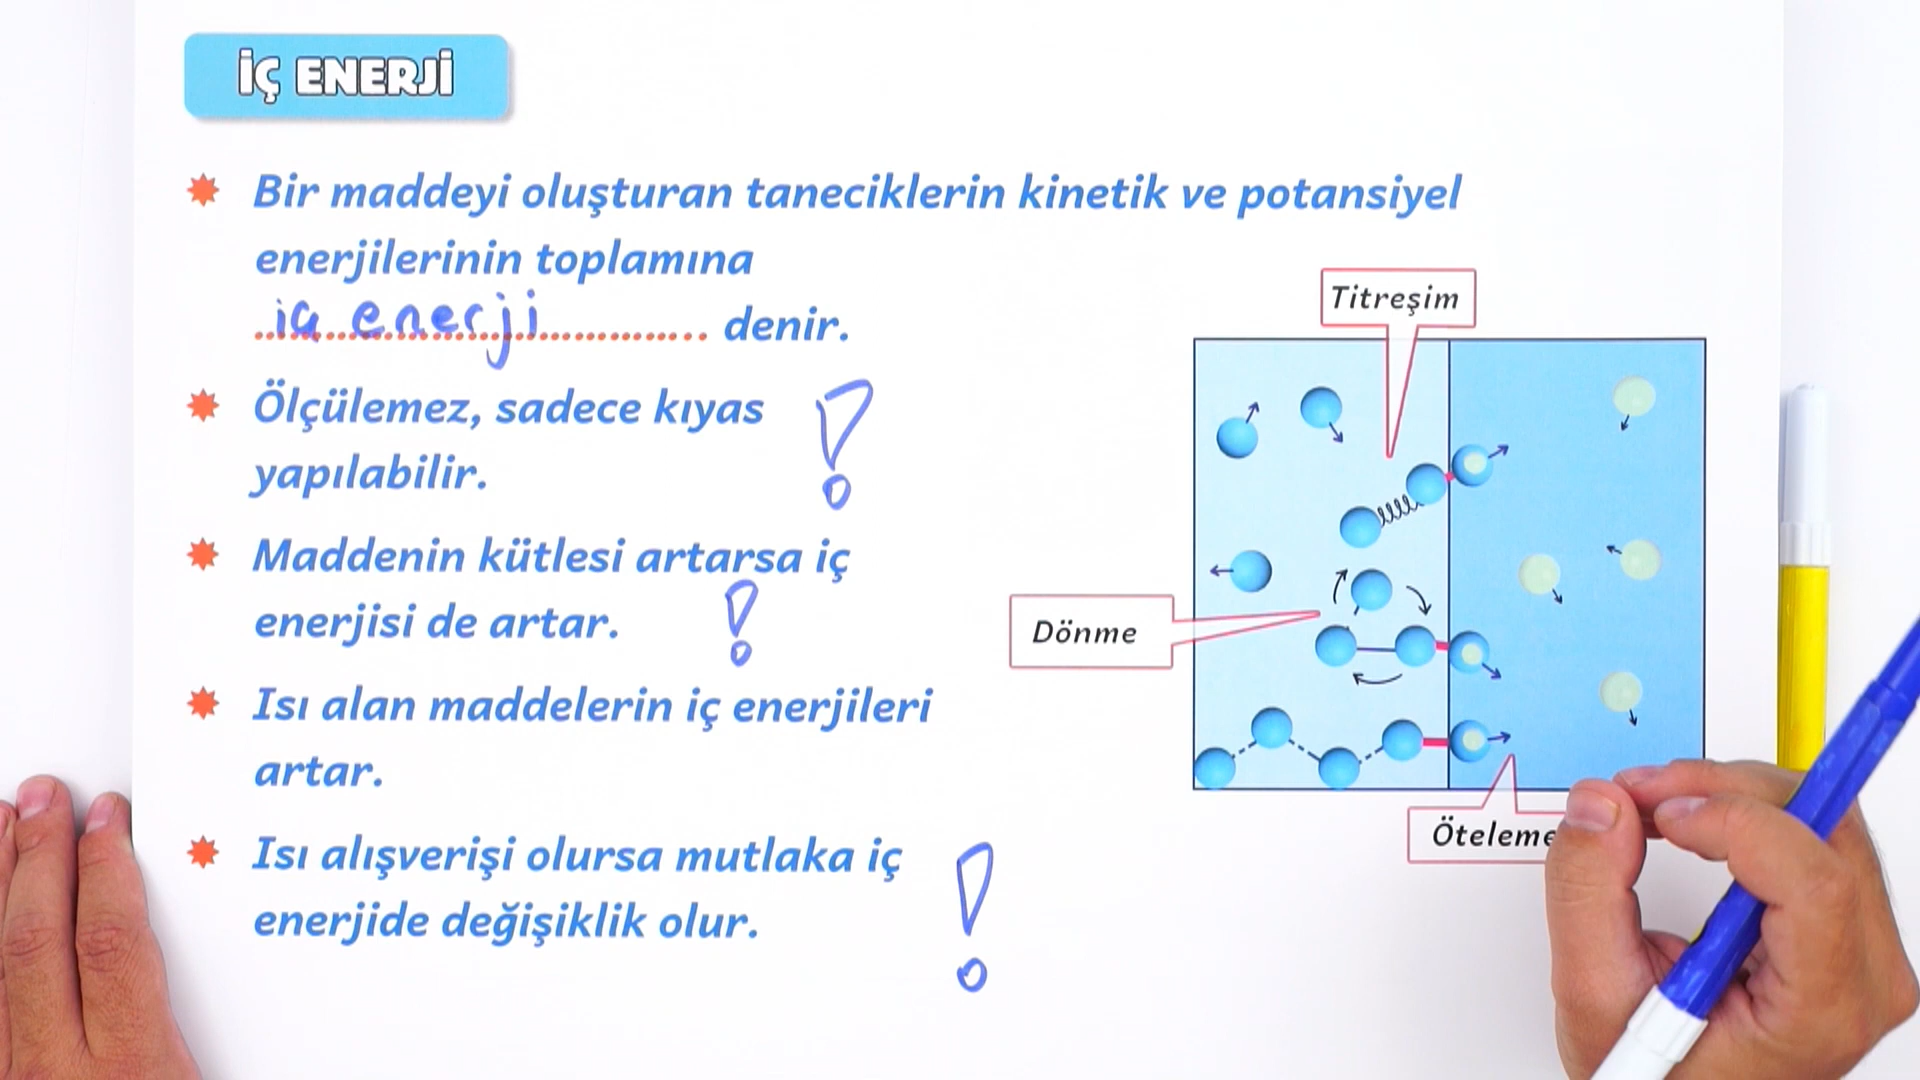 İÇ ENERJİ
Bir maddeyi oluşturan taneciklerin kinetik ve potansiyel
enerjilerinin toplamına
iç enerji denir.
Ölçülemez, sadece kıyas
yapılabilir.
Maddenin kütlesi artarsa iç
enerjisi de artar.
Isı alan maddelerin iç enerjileri
artar.
Isı alışverişi olursa mutlaka iç
enerjide değişiklik olur.
Titreşim
Dönme
Öteleme